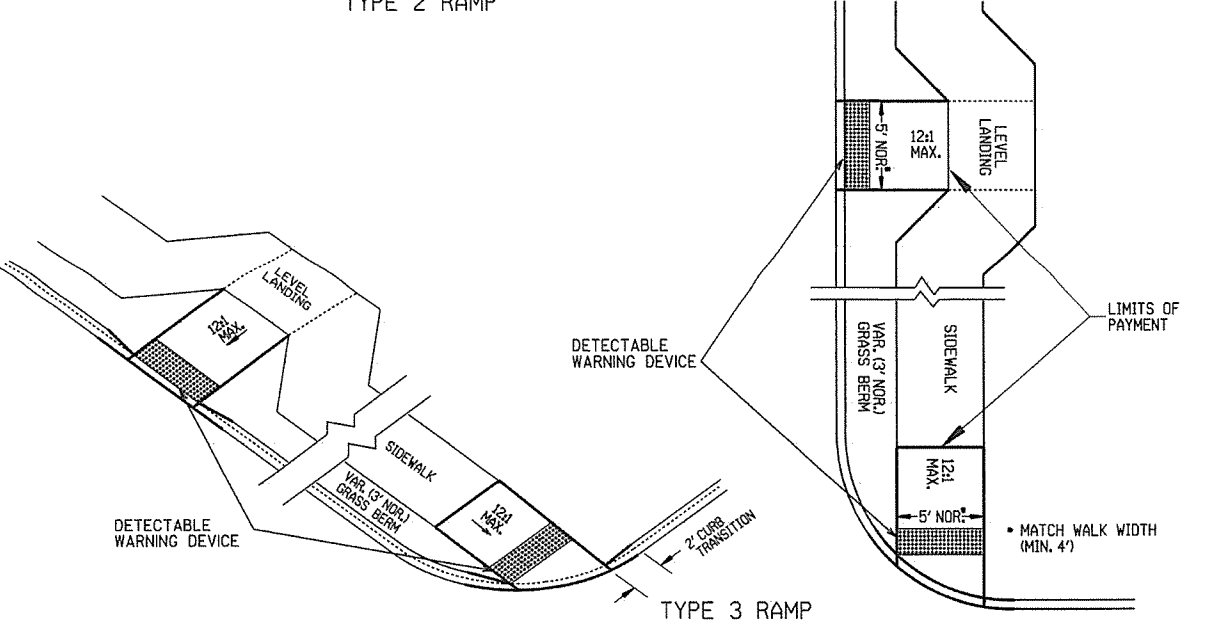 TYPE 2 RAMP
LEVEL
LANDING
12:1
MAX.
SIDEWALK
VAR. (3' NOR.)
GRASS BERM
12:1
MAX.
DETECTABLE
WARNING DEVICE
2' CURB
TRANSITION
TYPE 3 RAMP
5' NOR.*
12:1
MAX.
LEVEL
LANDING
DETECTABLE
WARNING DEVICE
LIMITS OF
PAYMENT
VAR. (3' NOR.)
GRASS BERM
SIDEWALK
12:1
MAX.
5' NOR.*
* MATCH WALK WIDTH
(MIN. 4')